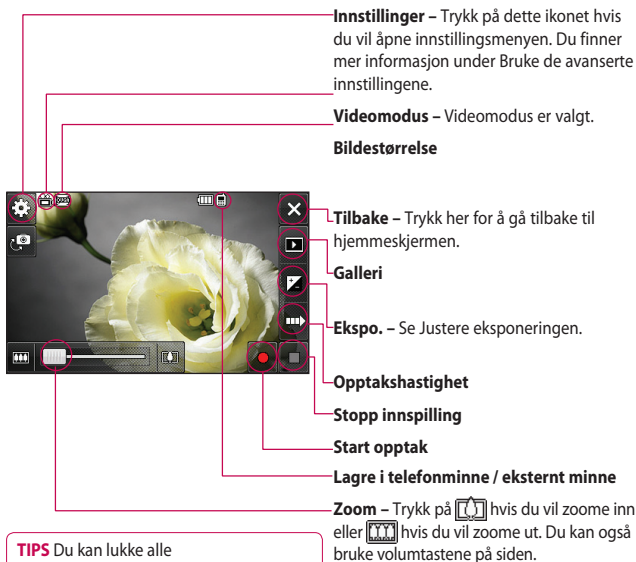 Innstillinger – Trykk på dette ikonet hvis
du vil åpne innstillingsmenyen. Du finner
mer informasjon under Bruke de avanserte
innstillingene.
Videomodus – Videomodus er valgt.
Bildestørrelse
Tilbake – Trykk her for å gå tilbake til
hjemmeskjermen.
Galleri
Ekspo. – Se Justere eksponeringen.
Opptakshastighet
Stopp innspilling
Start opptak
Lagre i telefonminne / eksternt minne
Zoom – Trykk på hvis du vil zoome inn
eller hvis du vil zoome ut. Du kan også
bruke volumtastene på siden.
TIPS Du kan lukke alle